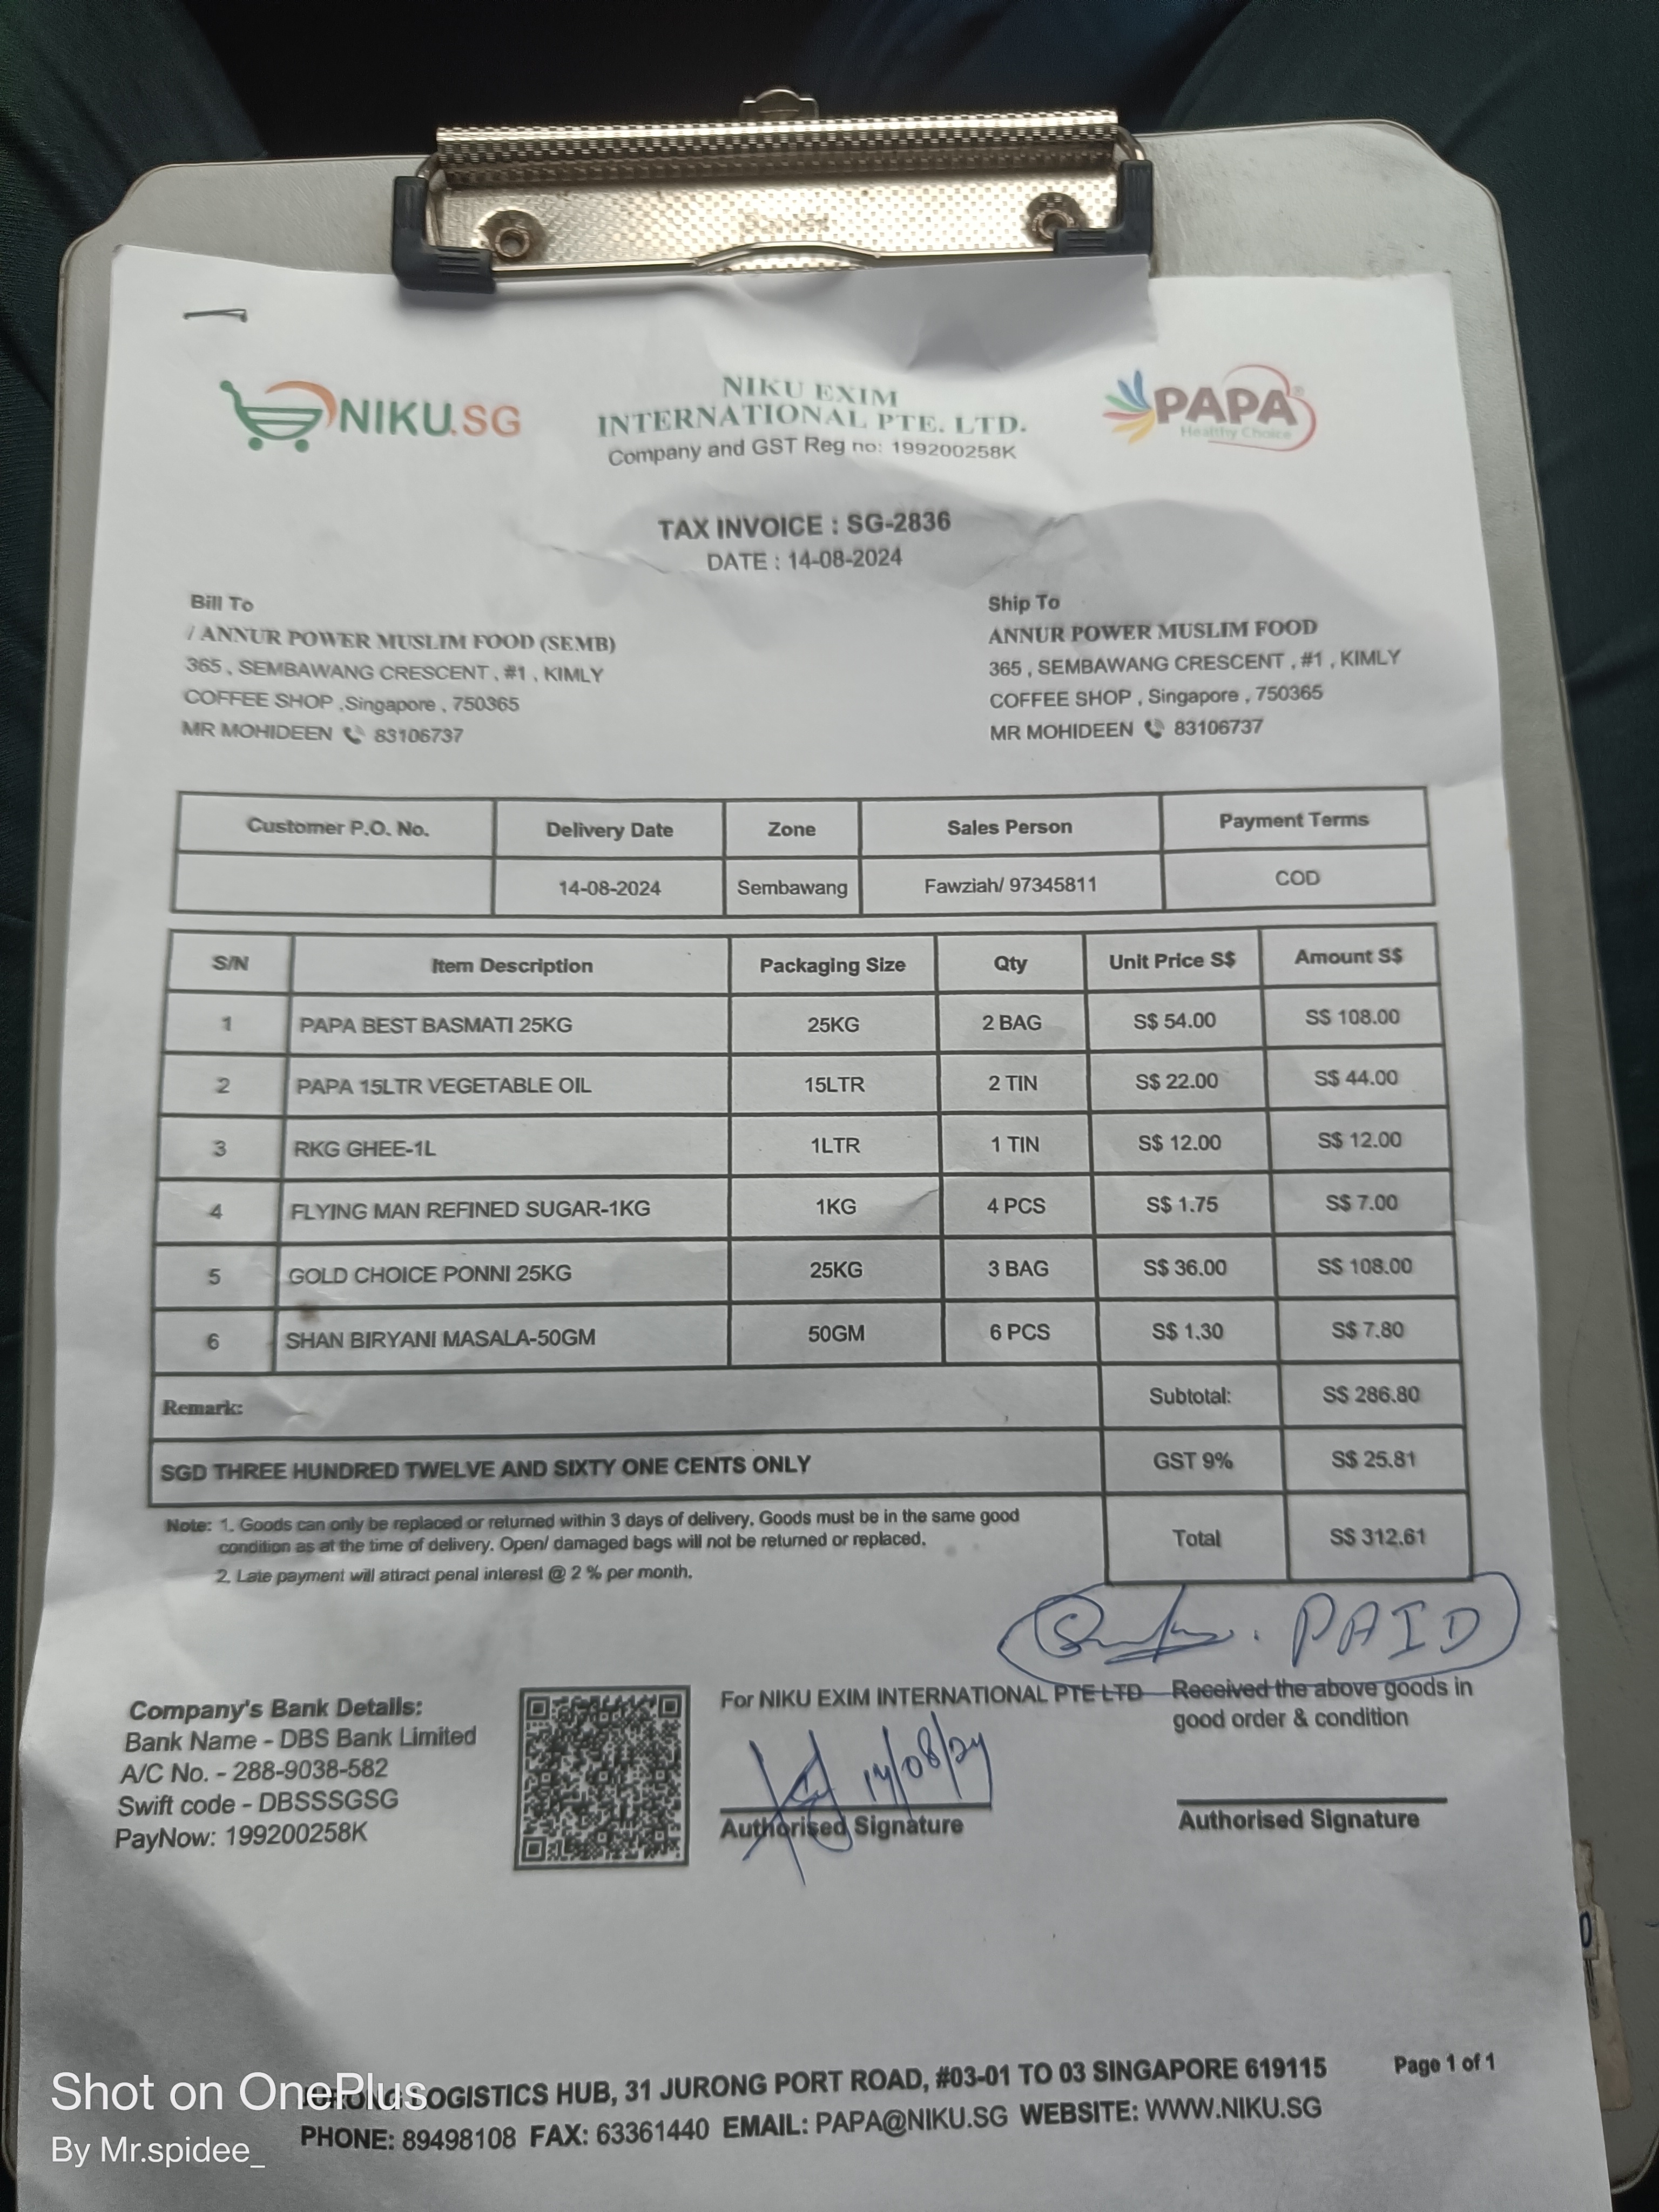 NIKU.SG
NIKU EXIM
INTERNATIONAL PTE. LTD.
Company and GST Reg no: 199200258K
PAPA®
Healthy Choice
TAX INVOICE : SG-2836
DATE : 14-08-2024
Bill To
/ ANNUR POWER MUSLIM FOOD (SEMB)
365 , SEMBAWANG CRESCENT , #1 , KIMLY
COFFEE SHOP ,Singapore , 750365
MR MOHIDEEN 83106737
Ship To
ANNUR POWER MUSLIM FOOD
365 , SEMBAWANG CRESCENT , #1 , KIMLY
COFFEE SHOP , Singapore , 750365
MR MOHIDEEN 83106737
Customer P.O. No. Delivery Date Zone Sales Person Payment Terms
14-08-2024 Sembawang Fawziah/ 97345811 COD
S/N Item Description Packaging Size Qty Unit Price S$ Amount S$
1 PAPA BEST BASMATI 25KG 25KG 2 BAG S$ 54.00 S$ 108.00
2 PAPA 15LTR VEGETABLE OIL 15LTR 2 TIN S$ 22.00 S$ 44.00
3 RKG GHEE-1L 1LTR 1 TIN S$ 12.00 S$ 12.00
4 FLYING MAN REFINED SUGAR-1KG 1KG 4 PCS S$ 1.75 S$ 7.00
5 GOLD CHOICE PONNI 25KG 25KG 3 BAG S$ 36.00 S$ 108.00
6 SHAN BIRYANI MASALA-50GM 50GM 6 PCS S$ 1.30 S$ 7.80
Remark: Subtotal: S$ 286.80
SGD THREE HUNDRED TWELVE AND SIXTY ONE CENTS ONLY GST 9% S$ 25.81
Total S$ 312.61
Note: 1. Goods can only be replaced or returned within 3 days of delivery. Goods must be in the same good
condition as at the time of delivery. Open/ damaged bags will not be returned or replaced.
2. Late payment will attract penal interest @ 2 % per month.
PAID
Company's Bank Details:
Bank Name - DBS Bank Limited
A/C No. - 288-9038-582
Swift code - DBSSSGSG
PayNow: 199200258K
For NIKU EXIM INTERNATIONAL PTE LTD
14/08/24
Authorised Signature
Received the above goods in
good order & condition
Authorised Signature
JURONG LOGISTICS HUB, 31 JURONG PORT ROAD, #03-01 TO 03 SINGAPORE 619115
Page 1 of 1
PHONE: 89498108 FAX: 63361440 EMAIL: PAPA@NIKU.SG WEBSITE: WWW.NIKU.SG
Shot on OnePlus
By Mr.spidee_